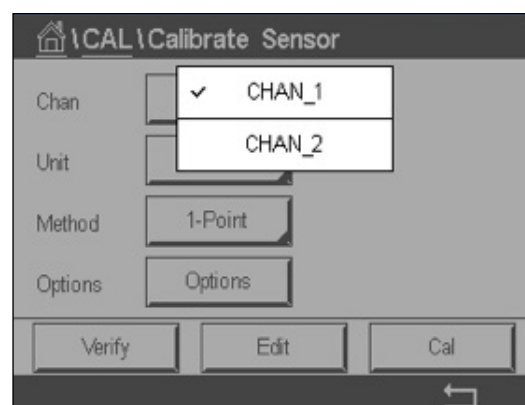 \CAL\Calibrate Sensor
Chan
✓ CHAN_1
CHAN_2
Unit
Method
1-Point
Options
Options
Verify
Edit
Cal